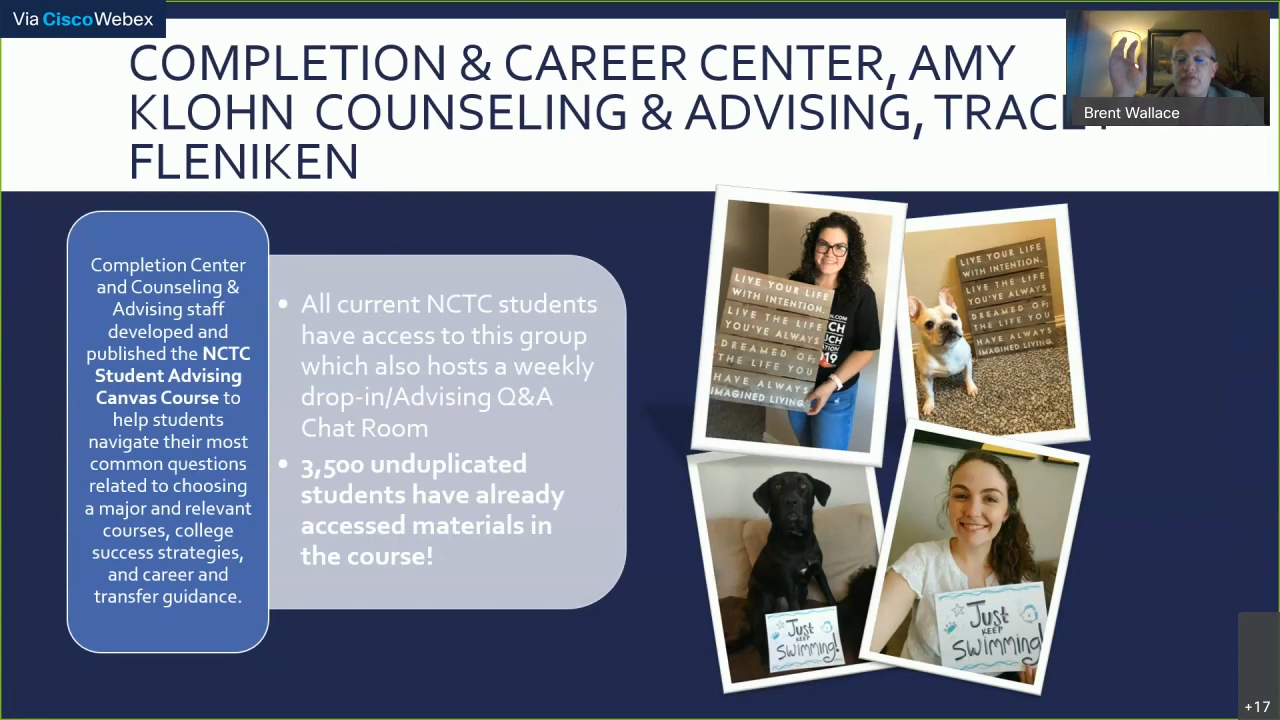 Via CiscoWebex
COMPLETION & CAREER CENTER, AMY
KLOHN COUNSELING & ADVISING,
FLENIKEN
Brent Wallace
Completion Center
and Counseling &
Advising staff
developed and
published the NCTC
Student Advising
Canvas Course to
help students
navigate their most
common questions
related to choosing
a major and relevant
courses, college
success strategies,
and career and
transfer guidance.
• All current NCTC students
have access to this group
which also hosts a weekly
drop-in/Advising Q&A
Chat Room
• 3,500 unduplicated
students have already
accessed materials in
the course!
LIVE YOUR LIFE
WITH INTENTION.
LIVE THE LIFE
YOU'VE ALWAYS
DREAMED OF,
THE LIFE YOU
HAVE ALWAYS
IMAGINED LIVING.
LIVE YOUR LIFE
WITH INTENTION.
LIVE THE LIFE
YOU'VE ALWAYS
DREAMED OF;
THE LIFE YOU
HAVE ALWAYS
IMAGINED LIVING.
Just
KEEP
Swimming!
Just
KEEP
Swimming!
+17